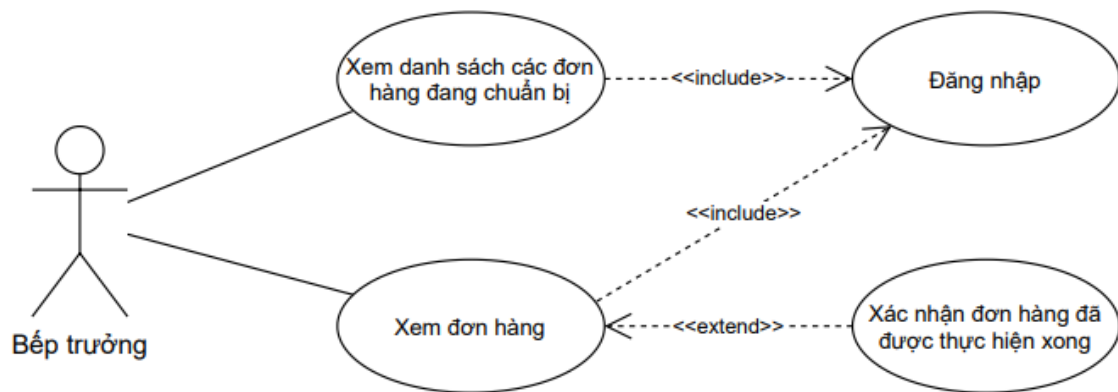 Xem danh sách các đơn
hàng đang chuẩn bị
<<include>>
Đăng nhập
<<include>>
Bếp trưởng
Xem đơn hàng
<<extend>>
Xác nhận đơn hàng đã
được thực hiện xong